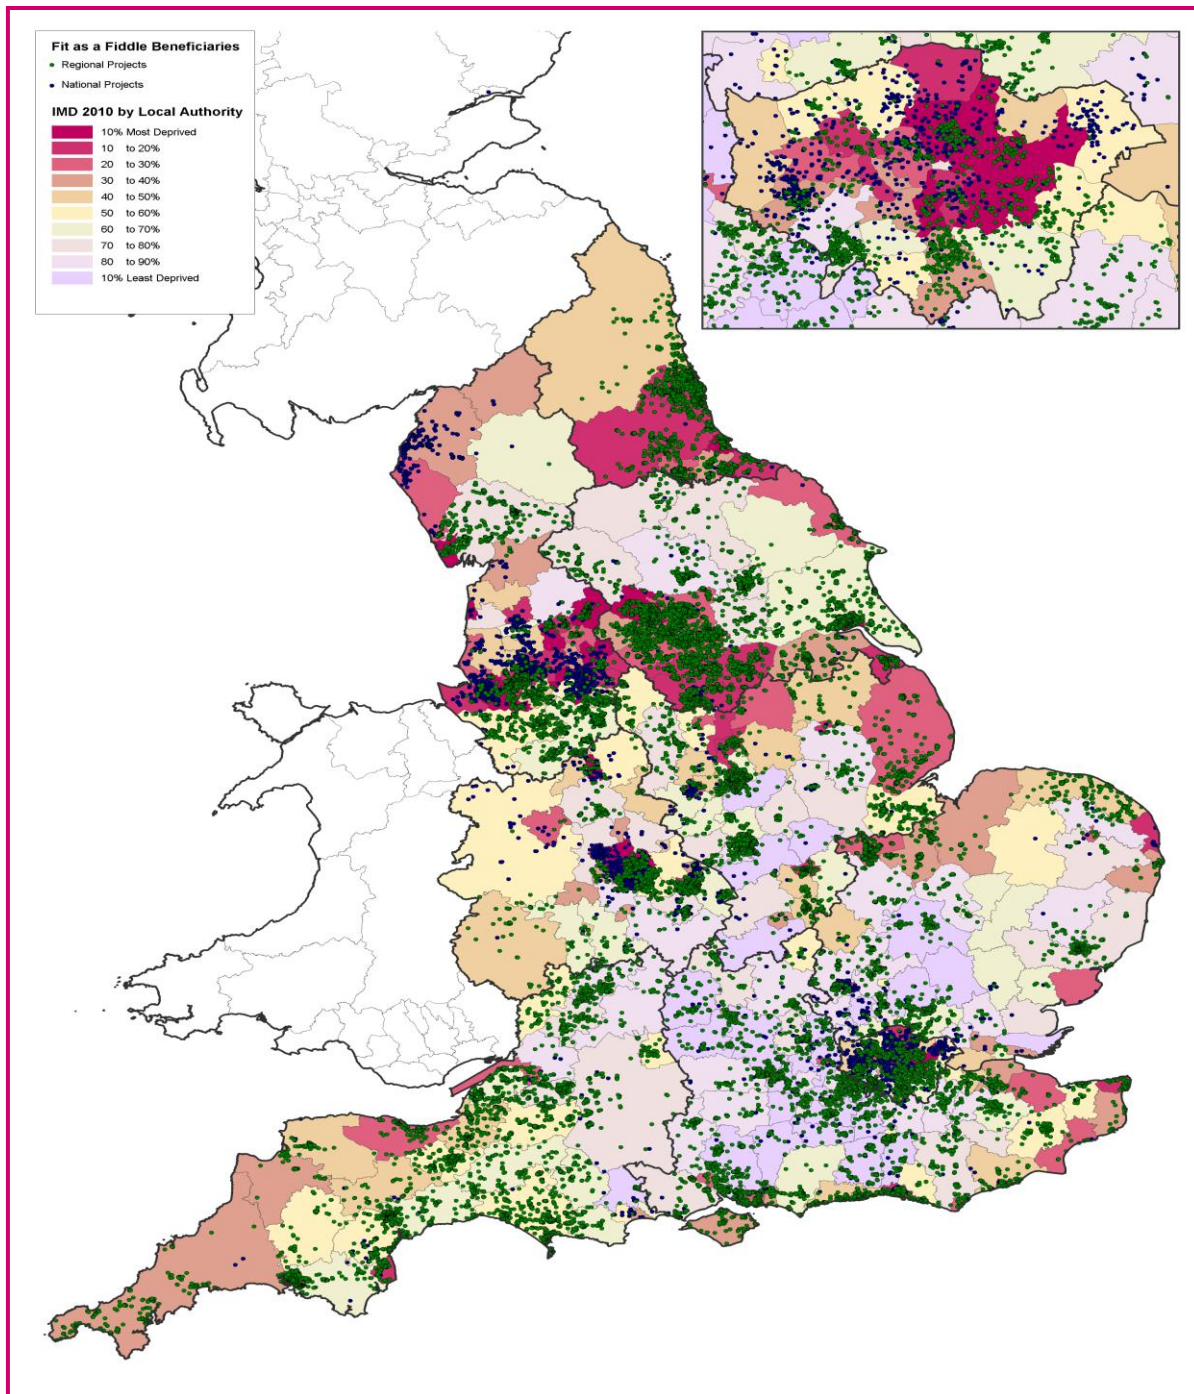 Fit as a Fiddle Beneficiaries
Regional Projects
National Projects
IMD 2010 by Local Authority
10% Most Deprived
10 to 20%
20 to 30%
30 to 40%
40 to 50%
50 to 60%
60 to 70%
70 to 80%
80 to 90%
10% Least Deprived